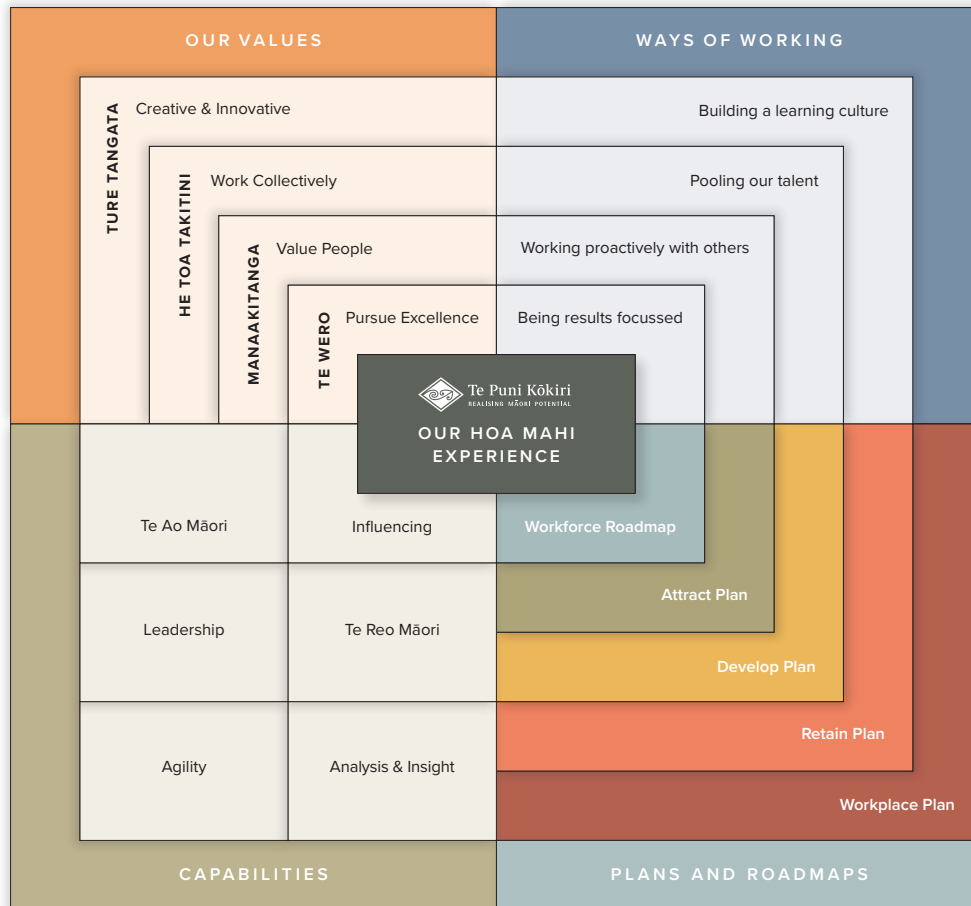 OUR VALUES
WAYS OF WORKING
TURE TANGATA
Creative & Innovative
Building a learning culture
HE TOA TAKITINI
Work Collectively
Pooling our talent
MANAAKITANGA
Value People
Working proactively with others
TE WERO
Pursue Excellence
Being results focussed
Te Puni Kōkiri
REALISING MĀORI POTENTIAL
OUR HOA MAHI
EXPERIENCE
Te Ao Māori
Influencing
Workforce Roadmap
Attract Plan
Leadership
Te Reo Māori
Develop Plan
Retain Plan
Agility
Analysis & Insight
Workplace Plan
CAPABILITIES
PLANS AND ROADMAPS